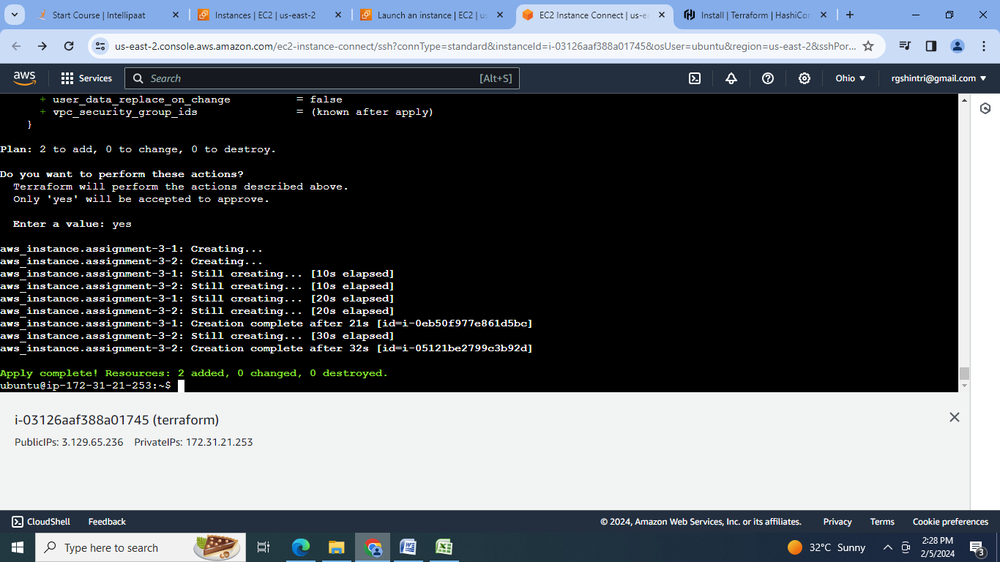 Start Course | Intellipaat
Instances | EC2 | us-east-2
Launch an instance | EC2 | us-
EC2 Instance Connect | us-ea
Install | Terraform | HashiCor
us-east-2.console.aws.amazon.com/ec2-instance-connect/ssh?connType=standard&instanceId=i-03126aaf388a01745&osUser=ubuntu&region=us-east-2&sshPor...
aws
Services
Search
[Alt+S]
Ohio
rgshintri@gmail.com
+ user_data_replace_on_change = false
+ vpc_security_group_ids = (known after apply)
}
Plan: 2 to add, 0 to change, 0 to destroy.
Do you want to perform these actions?
Terraform will perform the actions described above.
Only 'yes' will be accepted to approve.
Enter a value: yes
aws_instance.assignment-3-1: Creating...
aws_instance.assignment-3-2: Creating...
aws_instance.assignment-3-1: Still creating... [10s elapsed]
aws_instance.assignment-3-2: Still creating... [10s elapsed]
aws_instance.assignment-3-1: Still creating... [20s elapsed]
aws_instance.assignment-3-2: Still creating... [20s elapsed]
aws_instance.assignment-3-1: Creation complete after 21s [id=i-0eb50f977e861d5bc]
aws_instance.assignment-3-2: Still creating... [30s elapsed]
aws_instance.assignment-3-2: Creation complete after 32s [id=i-05121be2799c3b92d]
Apply complete! Resources: 2 added, 0 changed, 0 destroyed.
ubuntu@ip-172-31-21-253:~$
i-03126aaf388a01745 (terraform)
PublicIPs: 3.129.65.236 PrivateIPs: 172.31.21.253
CloudShell
Feedback
© 2024, Amazon Web Services, Inc. or its affiliates.
Privacy
Terms
Cookie preferences
Type here to search
32°C Sunny
2:28 PM
2/5/2024
3